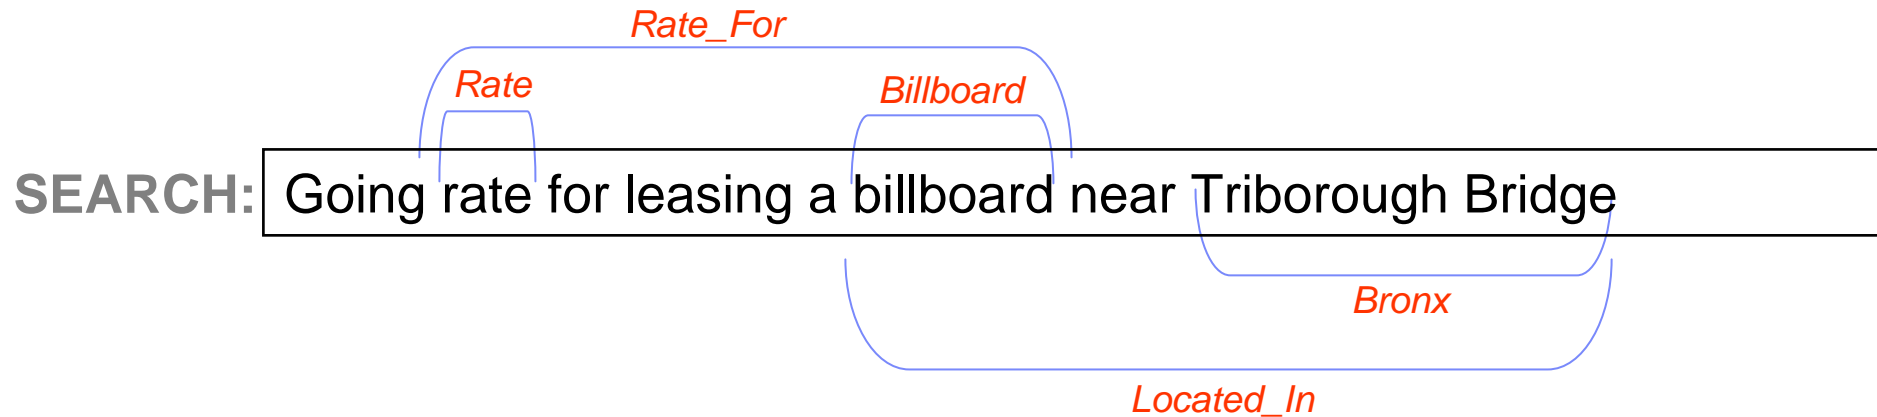 Rate_For
Rate Billboard
SEARCH: Going rate for leasing a billboard near Triborough Bridge
Bronx
Located_In